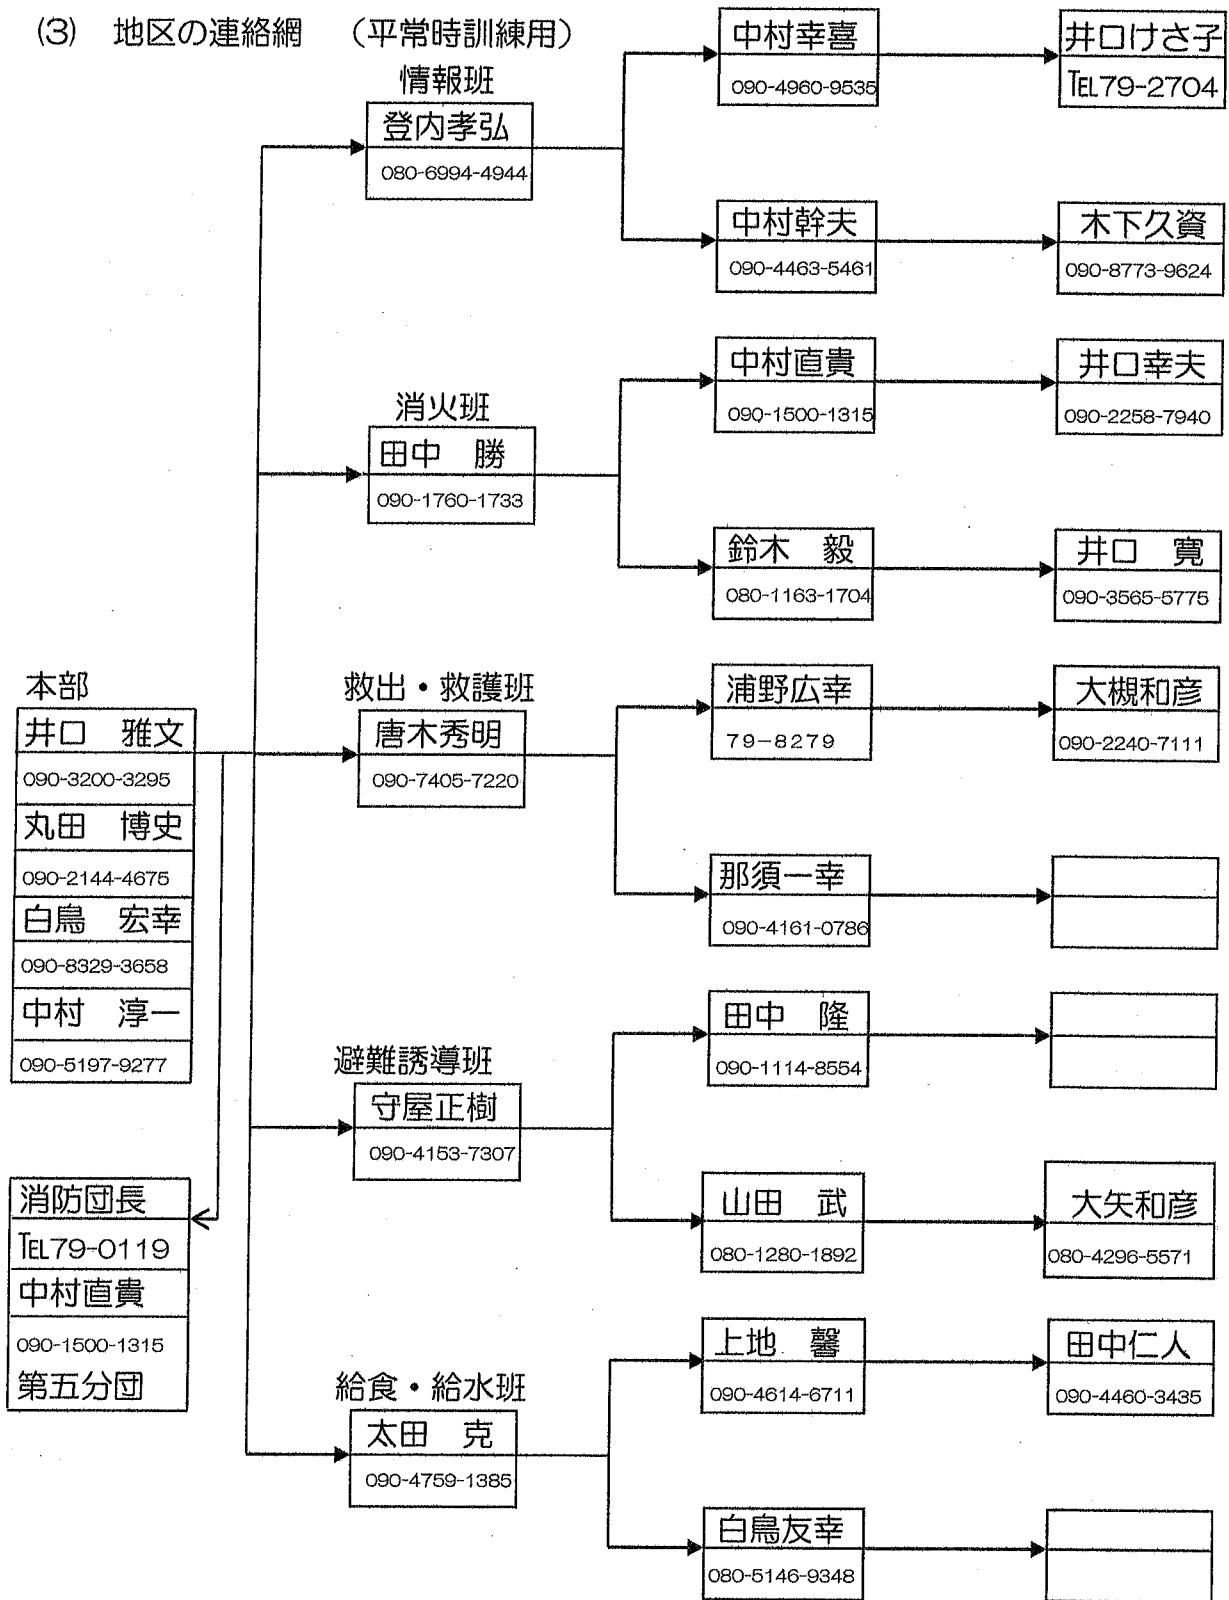 (3)　地区の連絡網　（平常時訓練用）
本部
井口　雅文
090-3200-3295
丸田　博史
090-2144-4675
白鳥　宏幸
090-8329-3658
中村　淳一
090-5197-9277
消防団長
℡79-0119
中村直貴
090-1500-1315
第五分団
情報班
登内孝弘
080-6994-4944
中村幸喜
090-4960-9535
井口けさ子
℡79-2704
中村幹夫
090-4463-5461
木下久資
090-8773-9624
消火班
田中　勝
090-1760-1733
中村直貴
090-1500-1315
井口幸夫
090-2258-7940
鈴木　毅
080-1163-1704
井口　寛
090-3565-5775
救出・救護班
唐木秀明
090-7405-7220
浦野広幸
79-8279
大槻和彦
090-2240-7111
那須一幸
090-4161-0786
避難誘導班
守屋正樹
090-4153-7307
田中　隆
090-1114-8554
山田　武
080-1280-1892
大矢和彦
080-4296-5571
給食・給水班
太田　克
090-4759-1385
上地　馨
090-4614-6711
田中仁人
090-4460-3435
白鳥友幸
080-5146-9348